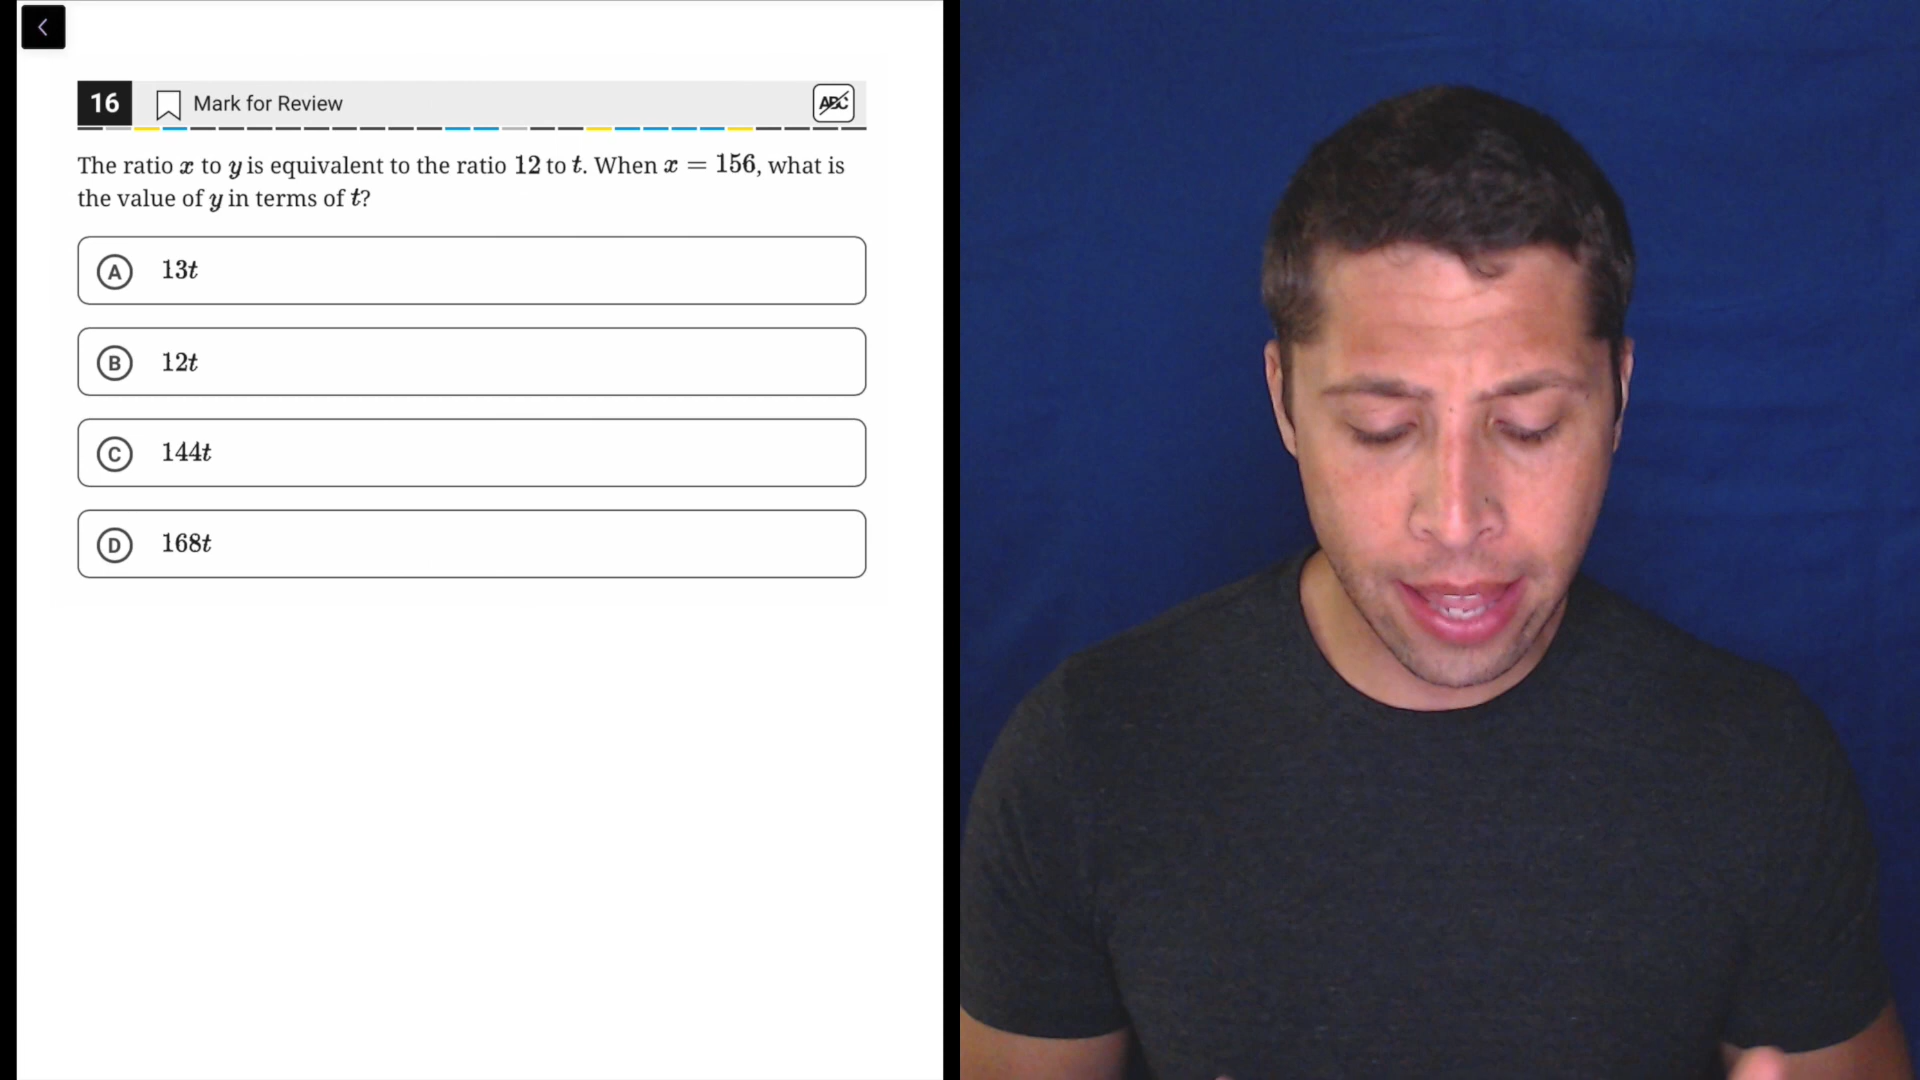 16 Mark for Review ABC
The ratio x to y is equivalent to the ratio 12 to t. When x = 156, what is
the value of y in terms of t?
A 13t
B 12t
C 144t
D 168t